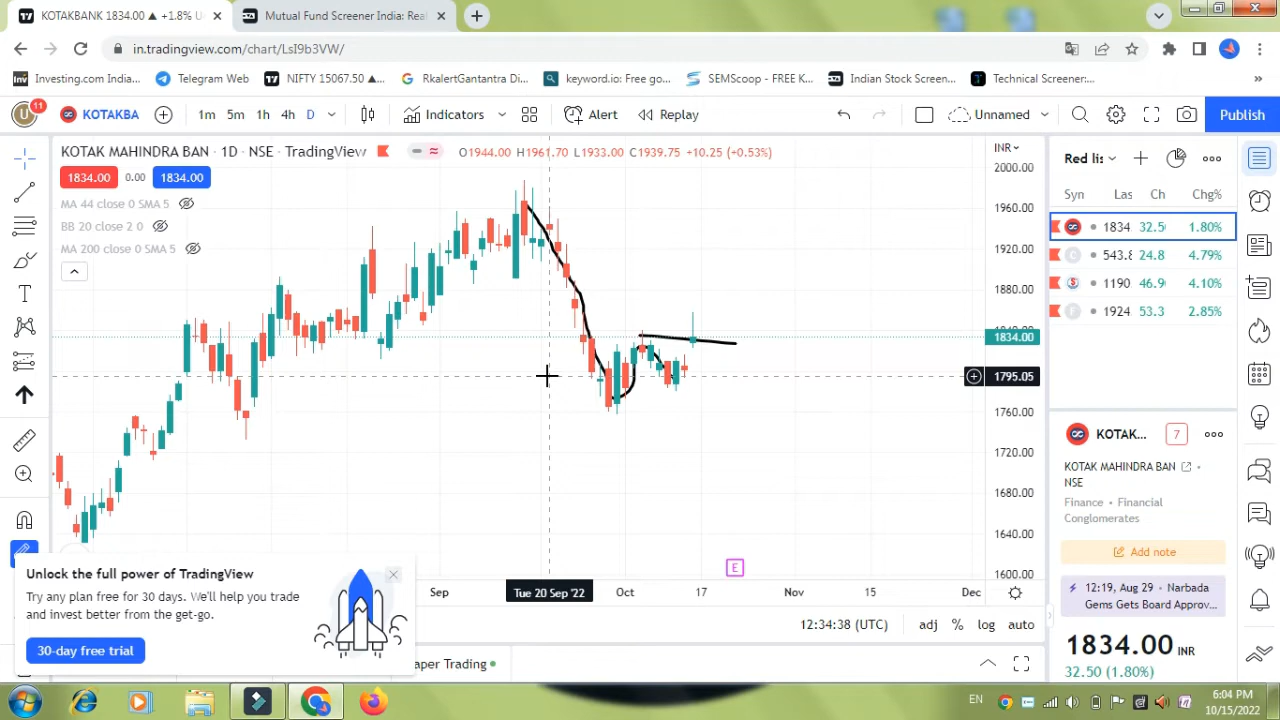 KOTAKBANK 1834.00 ▲ +1.8% U
Mutual Fund Screener India: Rea
in.tradingview.com/chart/LsI9b3VW/
Investing.com India...
Telegram Web
NIFTY 15067.50 ▲...
RkalertGantantra Di...
keyword.io: Free go...
SEMScoop - FREE K...
Indian Stock Screen...
Technical Screener:...
»
U
11
KOTAKBA
1m 5m 1h 4h D
Indicators
Alert
Replay
Unnamed
Publish
KOTAK MAHINDRA BAN · 1D · NSE · TradingView
O1944.00 H1961.70 L1933.00 C1939.75 +10.25 (+0.53%)
1834.00 0.00 1834.00
MA 44 close 0 SMA 5
BB 20 close 2 0
MA 200 close 0 SMA 5
INR
2000.00
1960.00
1920.00
1880.00
1840.00
1834.00
1795.05
1760.00
1720.00
1680.00
1640.00
1600.00
E
Sep
Tue 20 Sep '22
Oct
17
Nov
15
Dec
12:34:38 (UTC)
adj % log auto
Unlock the full power of TradingView
Try any plan free for 30 days. We'll help you trade
and invest better from the get-go.
30-day free trial
aper Trading
Red lis
Syn Las Ch Chg%
1834 32.5 1.80%
C 543.8 24.8 4.79%
1190 46.9 4.10%
F 1924 53.3 2.85%
KOTAK... 7
KOTAK MAHINDRA BAN
NSE
Finance • Financial
Conglomerates
Add note
12:19, Aug 29 · Narbada
Gems Gets Board Approv...
1834.00 INR
32.50 (1.80%)
EN
6:04 PM
10/15/2022